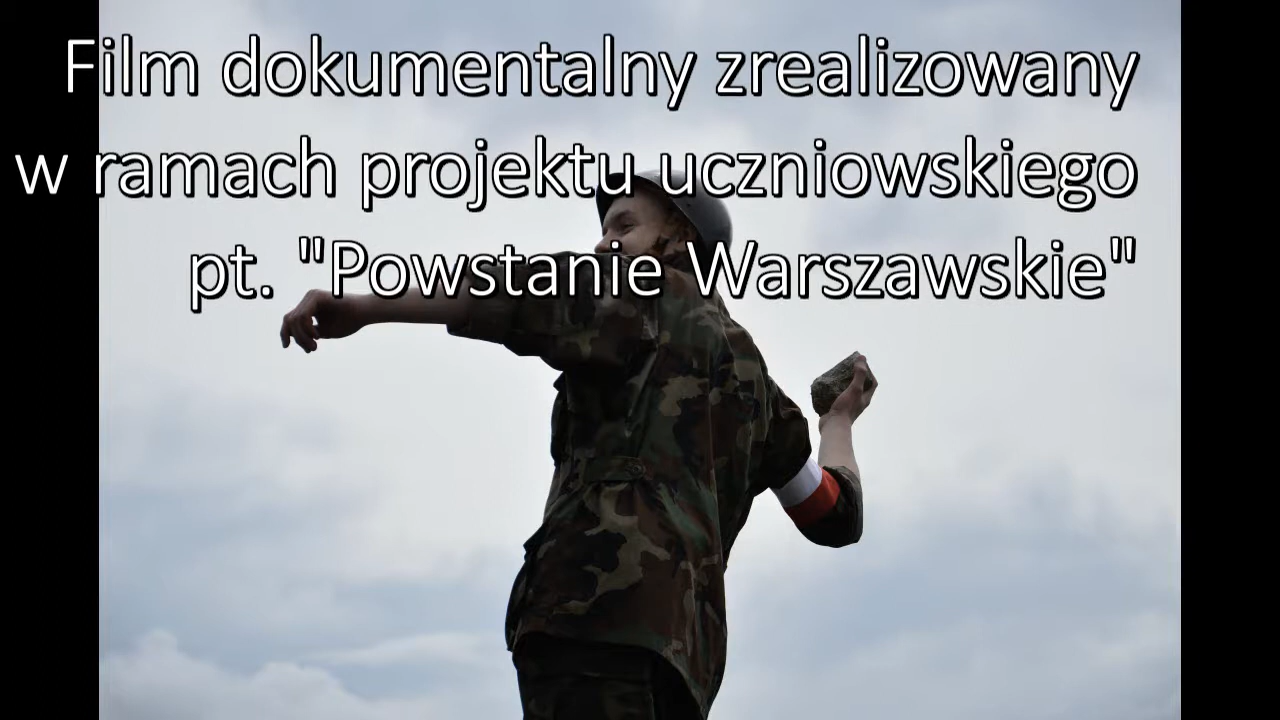 Film dokumentalny zrealizowany
w ramach projektu uczniowskiego
pt. "Powstanie Warszawskie"